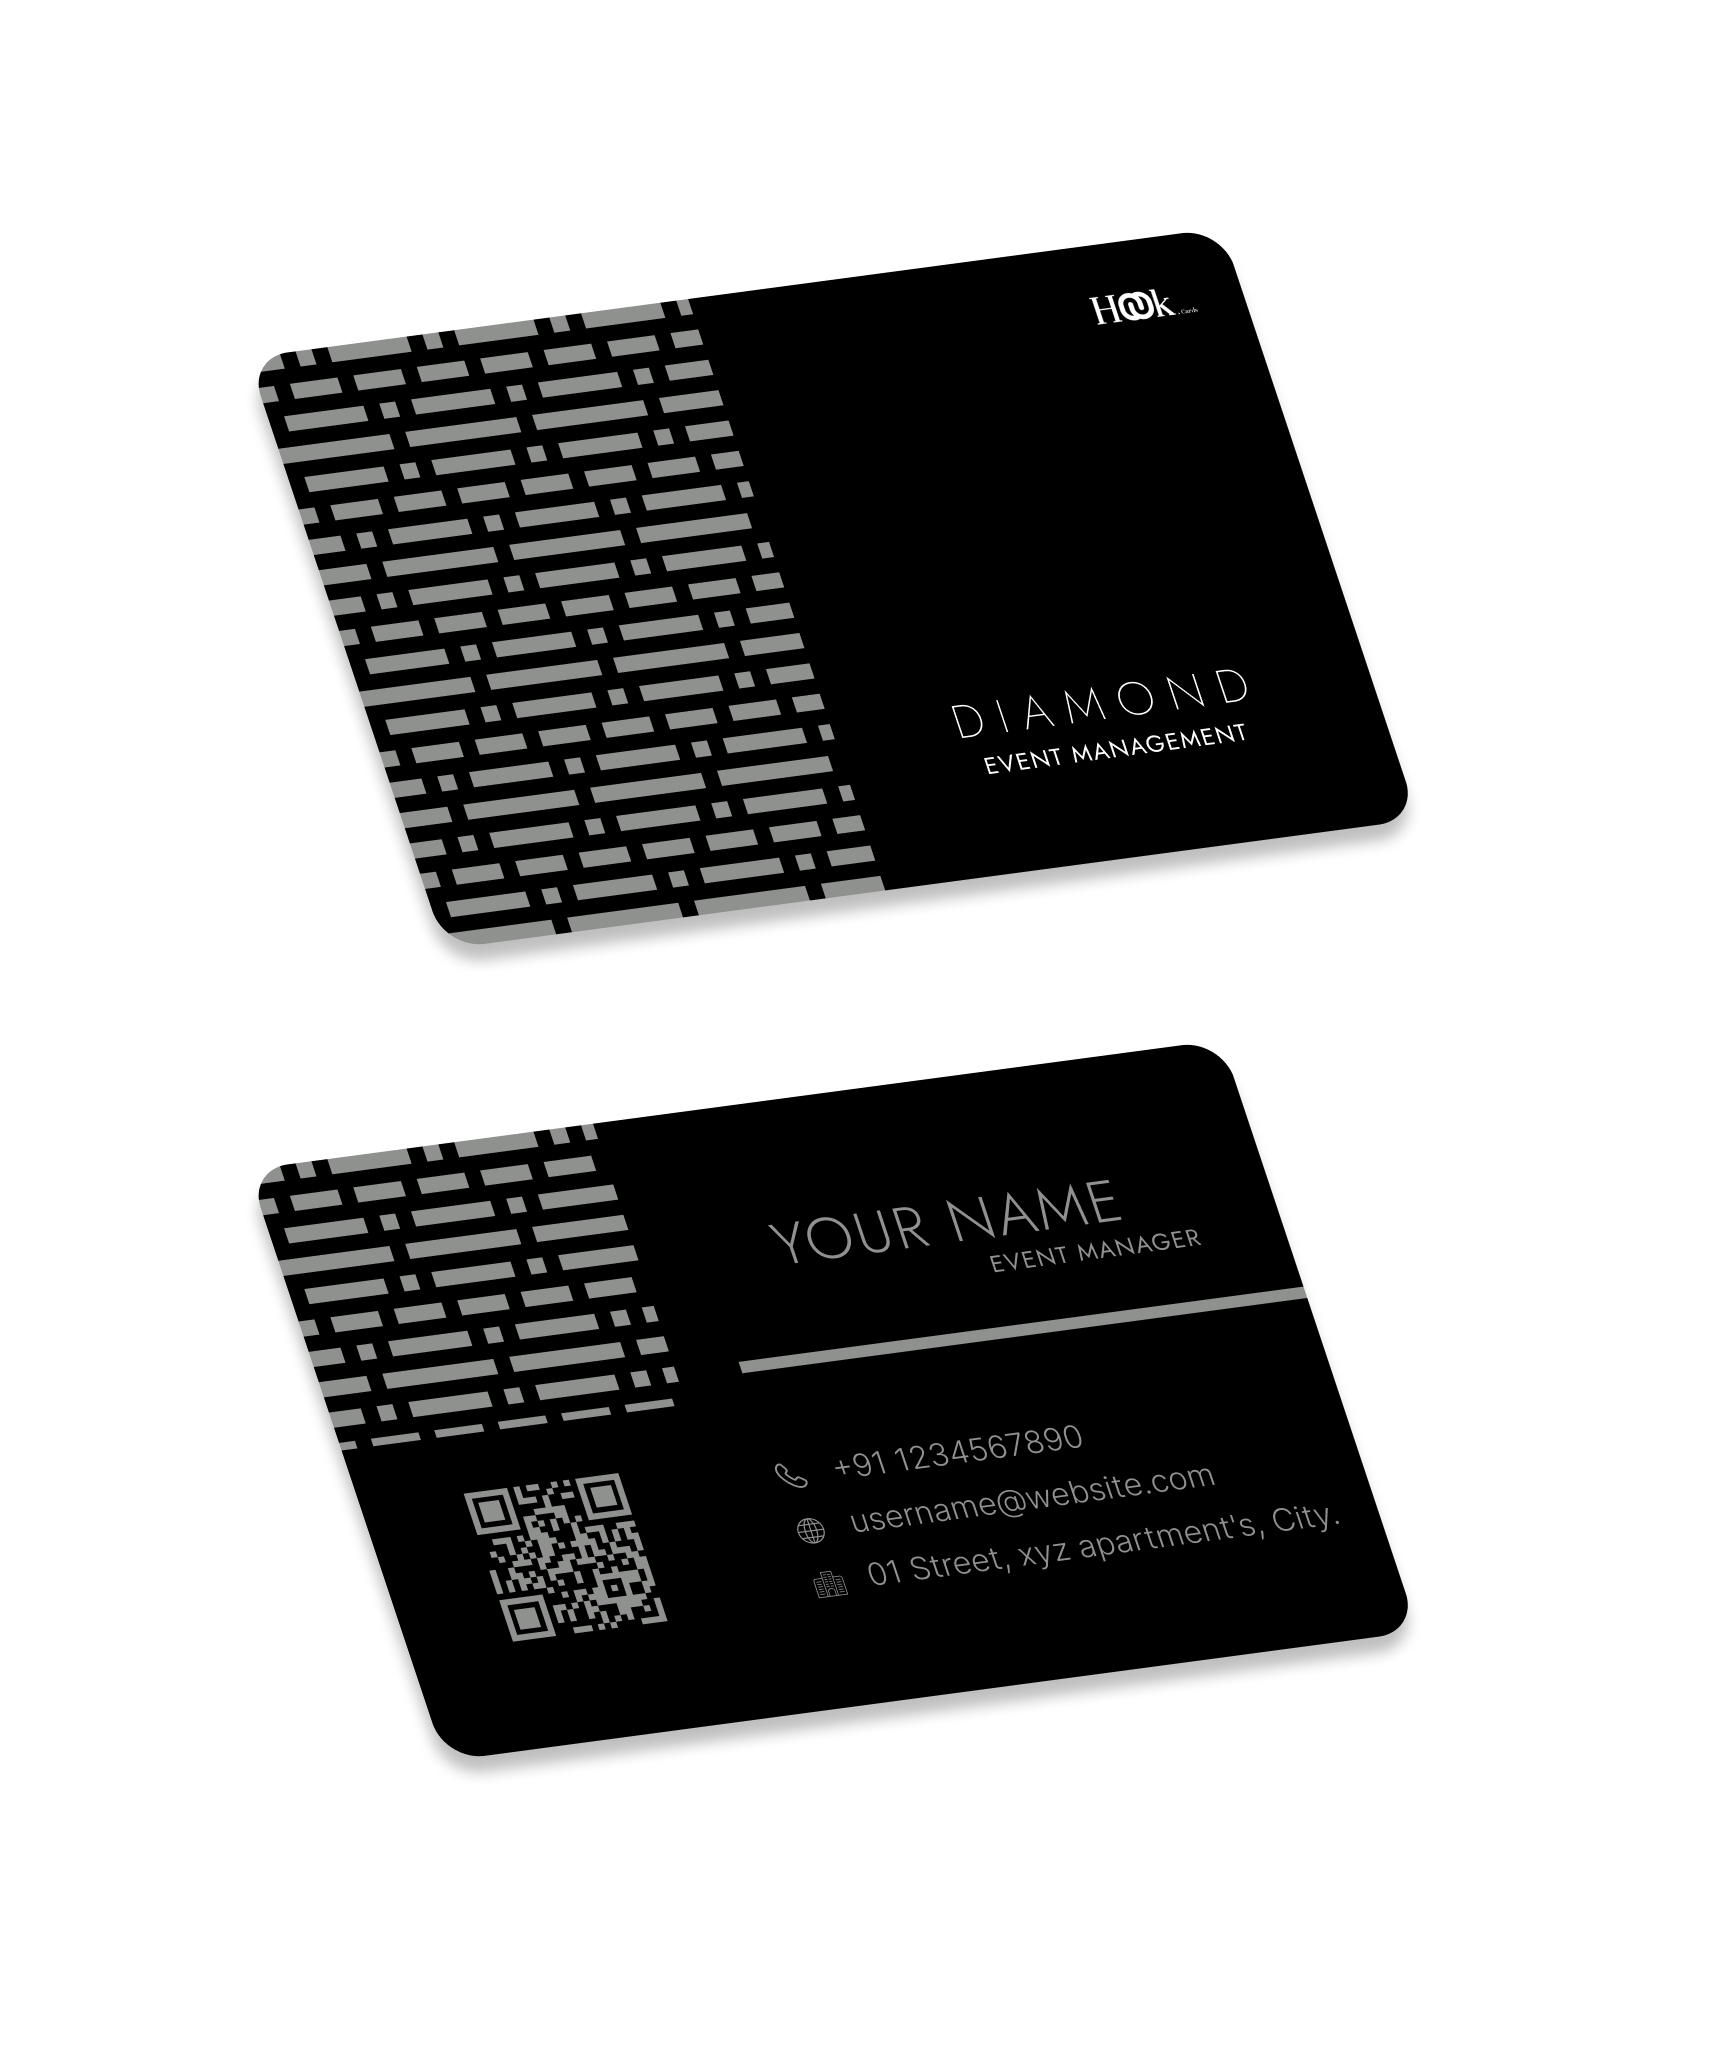 Hook .Cards
DIAMOND
EVENT MANAGEMENT
YOUR NAME
EVENT MANAGER
+91 1234567890
username@website.com
01 Street, xyz apartment's, City.